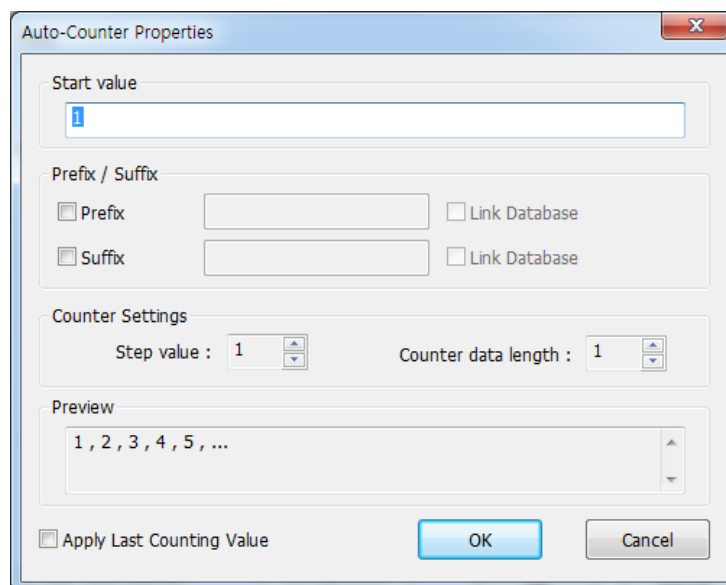 Auto-Counter Properties
Start value
1
Prefix / Suffix
Prefix Link Database
Suffix Link Database
Counter Settings
Step value : 1 Counter data length : 1
Preview
1 , 2 , 3 , 4 , 5 , ...
Apply Last Counting Value OK Cancel